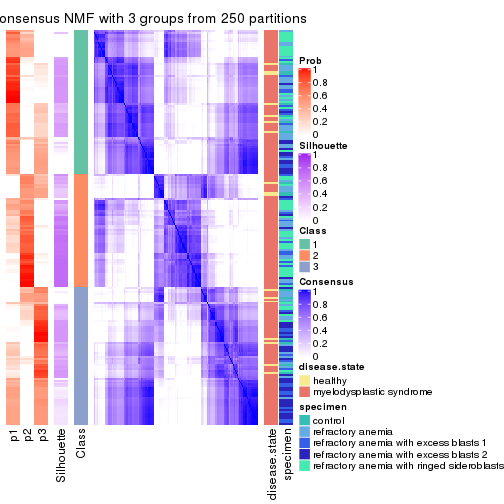 onsensus NMF with 3 groups from 250 partitions
p1
p2
p3
Silhouette
Class
disease.state
specimen
Prob
1
0.8
0.6
0.4
0.2
0
Silhouette
1
0.8
0.6
0.4
0.2
0
Class
1
2
3
Consensus
1
0.8
0.6
0.4
0.2
0
disease.state
healthy
myelodysplastic syndrome
specimen
control
refractory anemia
refractory anemia with excess blasts 1
refractory anemia with excess blasts 2
refractory anemia with ringed sideroblasts